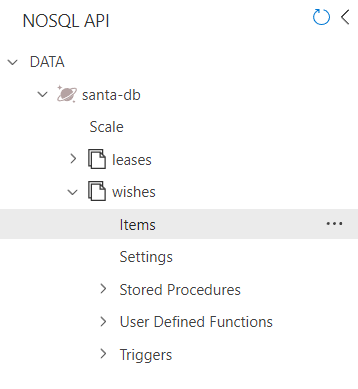 NOSQL API
DATA
santa-db
Scale
leases
wishes
Items
Settings
Stored Procedures
User Defined Functions
Triggers